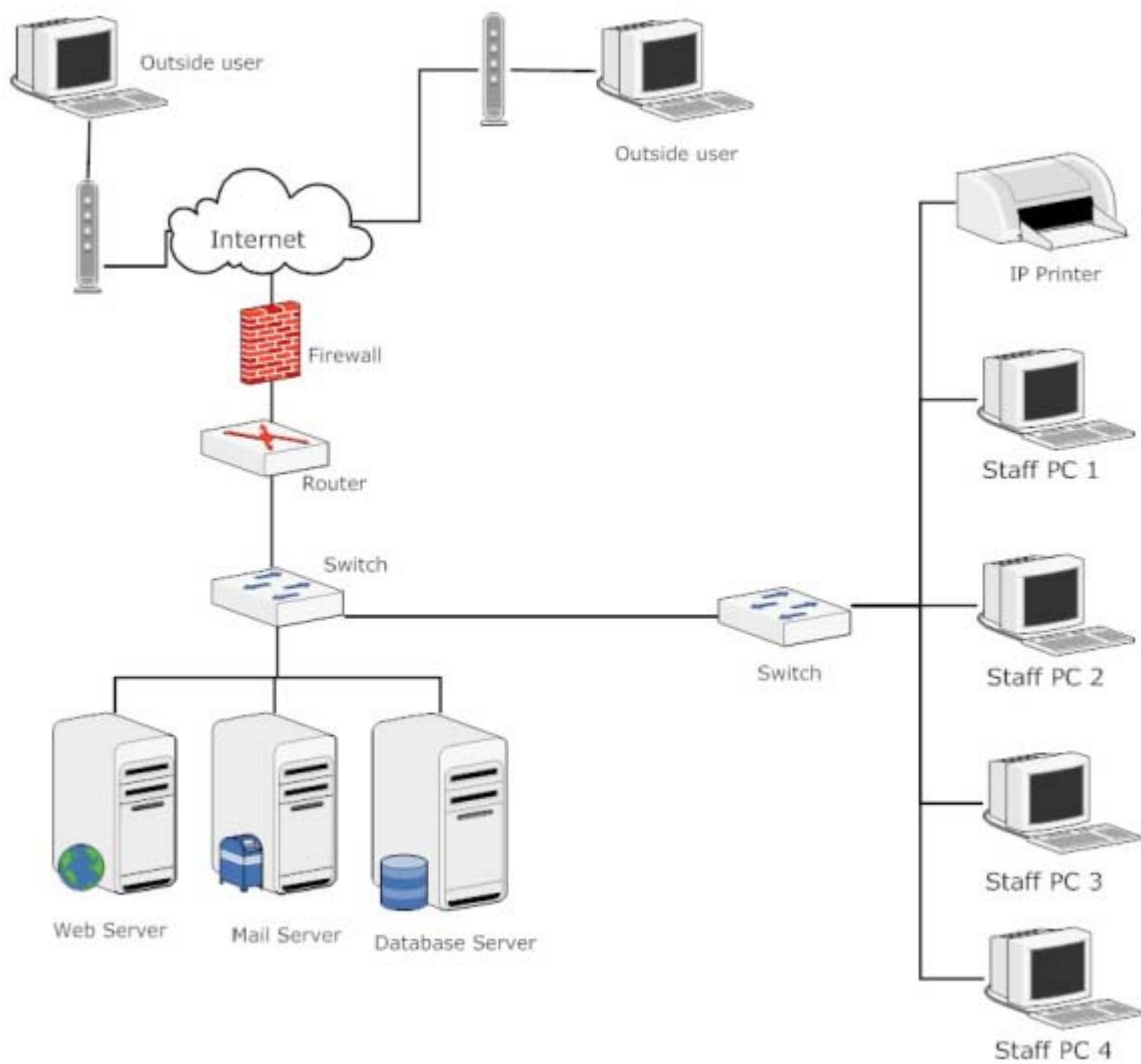 Outside user
Outside user
Internet
IP Printer
Firewall
Staff PC 1
Router
Switch
Switch
Staff PC 2
Staff PC 3
Web Server
Mail Server
Database Server
Staff PC 4